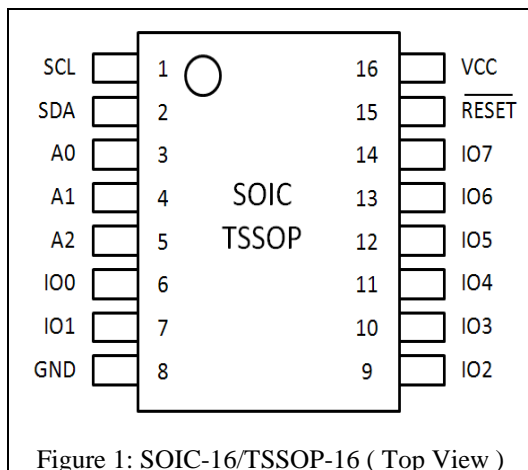 SCL 1 16 VCC
SDA 2 15 RESET
A0 3 14 IO7
A1 4 SOIC 13 IO6
A2 5 TSSOP 12 IO5
IO0 6 11 IO4
IO1 7 10 IO3
GND 8 9 IO2
Figure 1: SOIC-16/TSSOP-16 ( Top View )